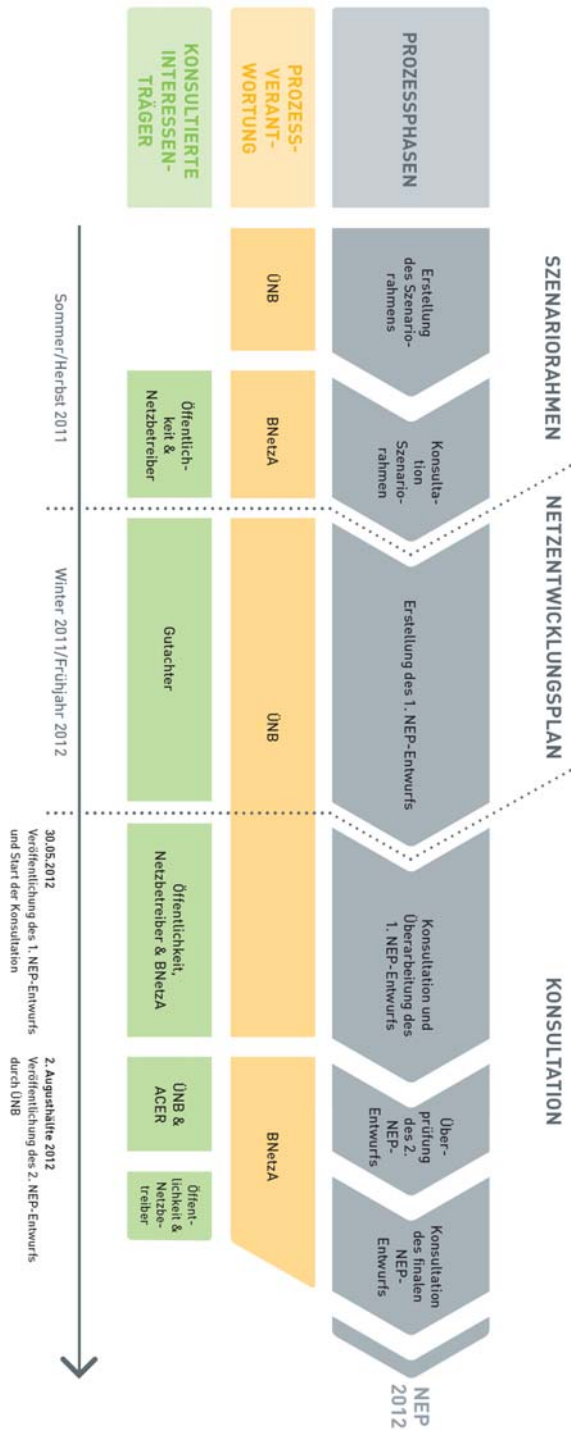 SZENARIORAHMEN
NETZENTWICKLUNGSPLAN
KONSULTATION
PROZESSPHASEN
Erstellung
des Szenario-
rahmens
Konsulta-
tion
Szenario-
rahmen
Erstellung des 1. NEP-Entwurfs
Konsultation und
Überarbeitung des
1. NEP-Entwurfs
Über-
prüfung
des 2.
NEP-
Entwurfs
Konsultation
des finalen
NEP-
Entwurfs
NEP
2012
PROZESS-
VERANT-
WORTUNG
ÜNB
BNetzA
ÜNB
BNetzA
KONSULTIERTE
INTERESSEN-
TRÄGER
Öffentlich-
keit &
Netzbetreiber
Gutachter
Öffentlichkeit,
Netzbetreiber & BNetzA
ÜNB &
ACER
Öffent-
lichkeit &
Netzbe-
treiber
Sommer/Herbst 2011
Winter 2011/Frühjahr 2012
30.05.2012
Veröffentlichung des 1. NEP-Entwurfs
und Start der Konsultation
2. Augusthälfte 2012
Veröffentlichung des 2. NEP-Entwurfs
durch ÜNB